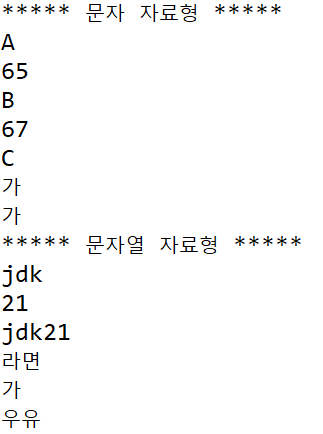 ***** 문자 자료형 *****
A
65
B
67
C
가
가
***** 문자열 자료형 *****
jdk
21
jdk21
라면
가
우유